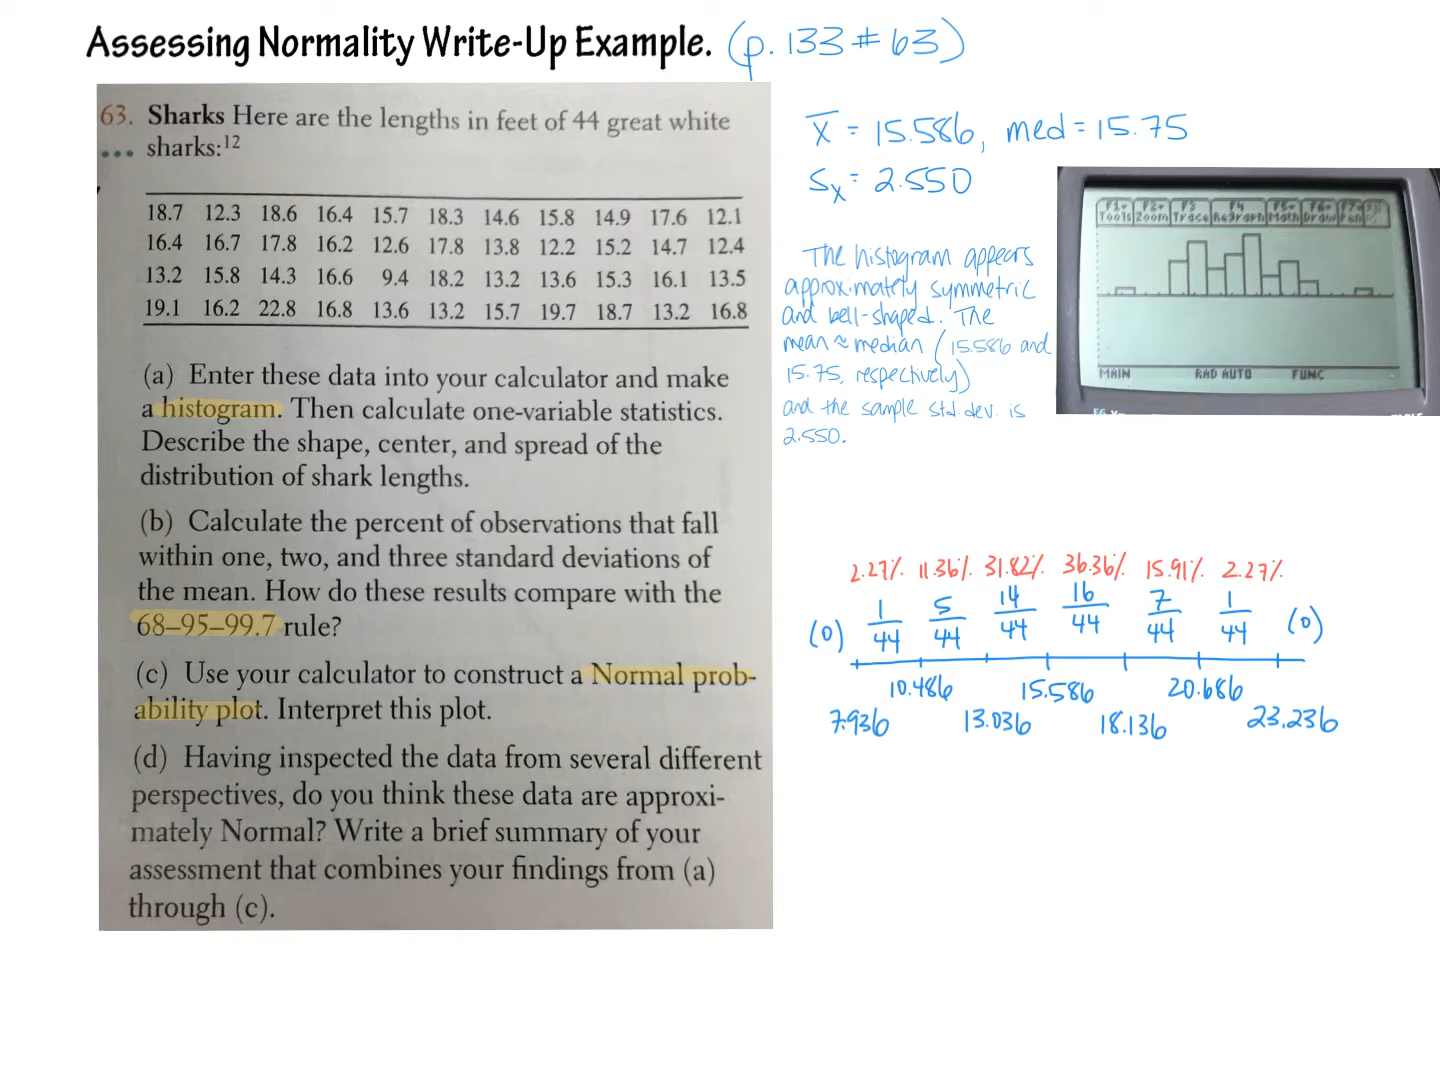 Assessing Normality Write-Up Example. (p. 133 # 63)
63. Sharks Here are the lengths in feet of 44 great white
sharks:12
18.7 12.3 18.6 16.4 15.7 18.3 14.6 15.8 14.9 17.6 12.1
16.4 16.7 17.8 16.2 12.6 17.8 13.8 12.2 15.2 14.7 12.4
13.2 15.8 14.3 16.6 9.4 18.2 13.2 13.6 15.3 16.1 13.5
19.1 16.2 22.8 16.8 13.6 13.2 15.7 19.7 18.7 13.2 16.8
(a) Enter these data into your calculator and make
a histogram. Then calculate one-variable statistics.
Describe the shape, center, and spread of the
distribution of shark lengths.
(b) Calculate the percent of observations that fall
within one, two, and three standard deviations of
the mean. How do these results compare with the
68–95–99.7 rule?
(c) Use your calculator to construct a Normal prob-
ability plot. Interpret this plot.
(d) Having inspected the data from several different
perspectives, do you think these data are approxi-
mately Normal? Write a brief summary of your
assessment that combines your findings from (a)
through (c).
x̄ = 15.586, med = 15.75
Sx = 2.550
The histogram appears
approximately symmetric
and bell-shaped. The
mean ≈ median (15.586 and
15.75, respectively)
and the sample std dev. is
2.550.
F1 F2 F3 F4 F5 F6 F7
Tools Zoom Trace ReGraph Math Draw Pen
MAIN RAD AUTO FUNC
2.27% 11.36% 31.82% 36.36% 15.91% 2.27%
(0) 1/44 5/44 14/44 16/44 7/44 1/44 (0)
10.486 15.586 20.686
7.936 13.036 18.136 23.236